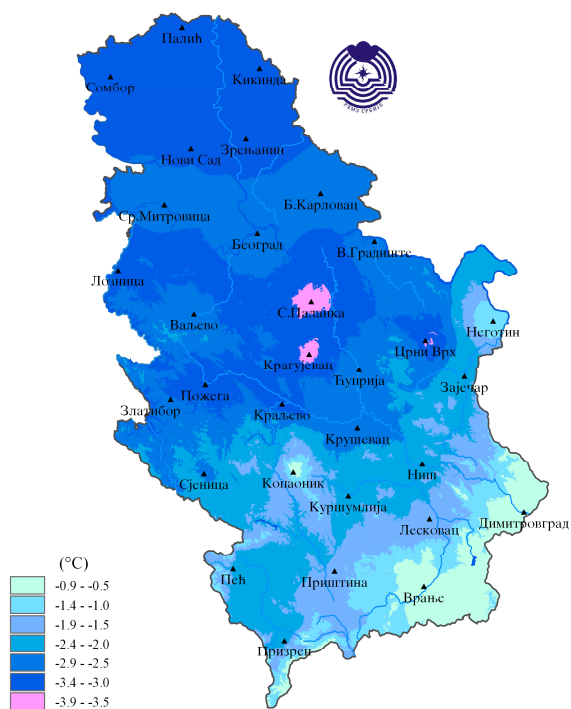 Палић
Кикинда
Сомбор
РХМЗ СРБИЈЕ
Зрењанин
Нови Сад
Б.Карловац
Ср.Митровица
Београд
В.Градиште
Лозница
С.Паланка
Ваљево
Неготин
Црни Врх
Крагујевац
Ћуприја
Зајечар
Пожега
Златибор
Краљево
Крушевац
Ниш
Копаоник
Сјеница
Куршумлија
Лесковац
Димитровград
(°C)
Пећ
Приштина
Врање
-0.9 - -0.5
-1.4 - -1.0
-1.9 - -1.5
-2.4 - -2.0
Призрен
-2.9 - -2.5
-3.4 - -3.0
-3.9 - -3.5